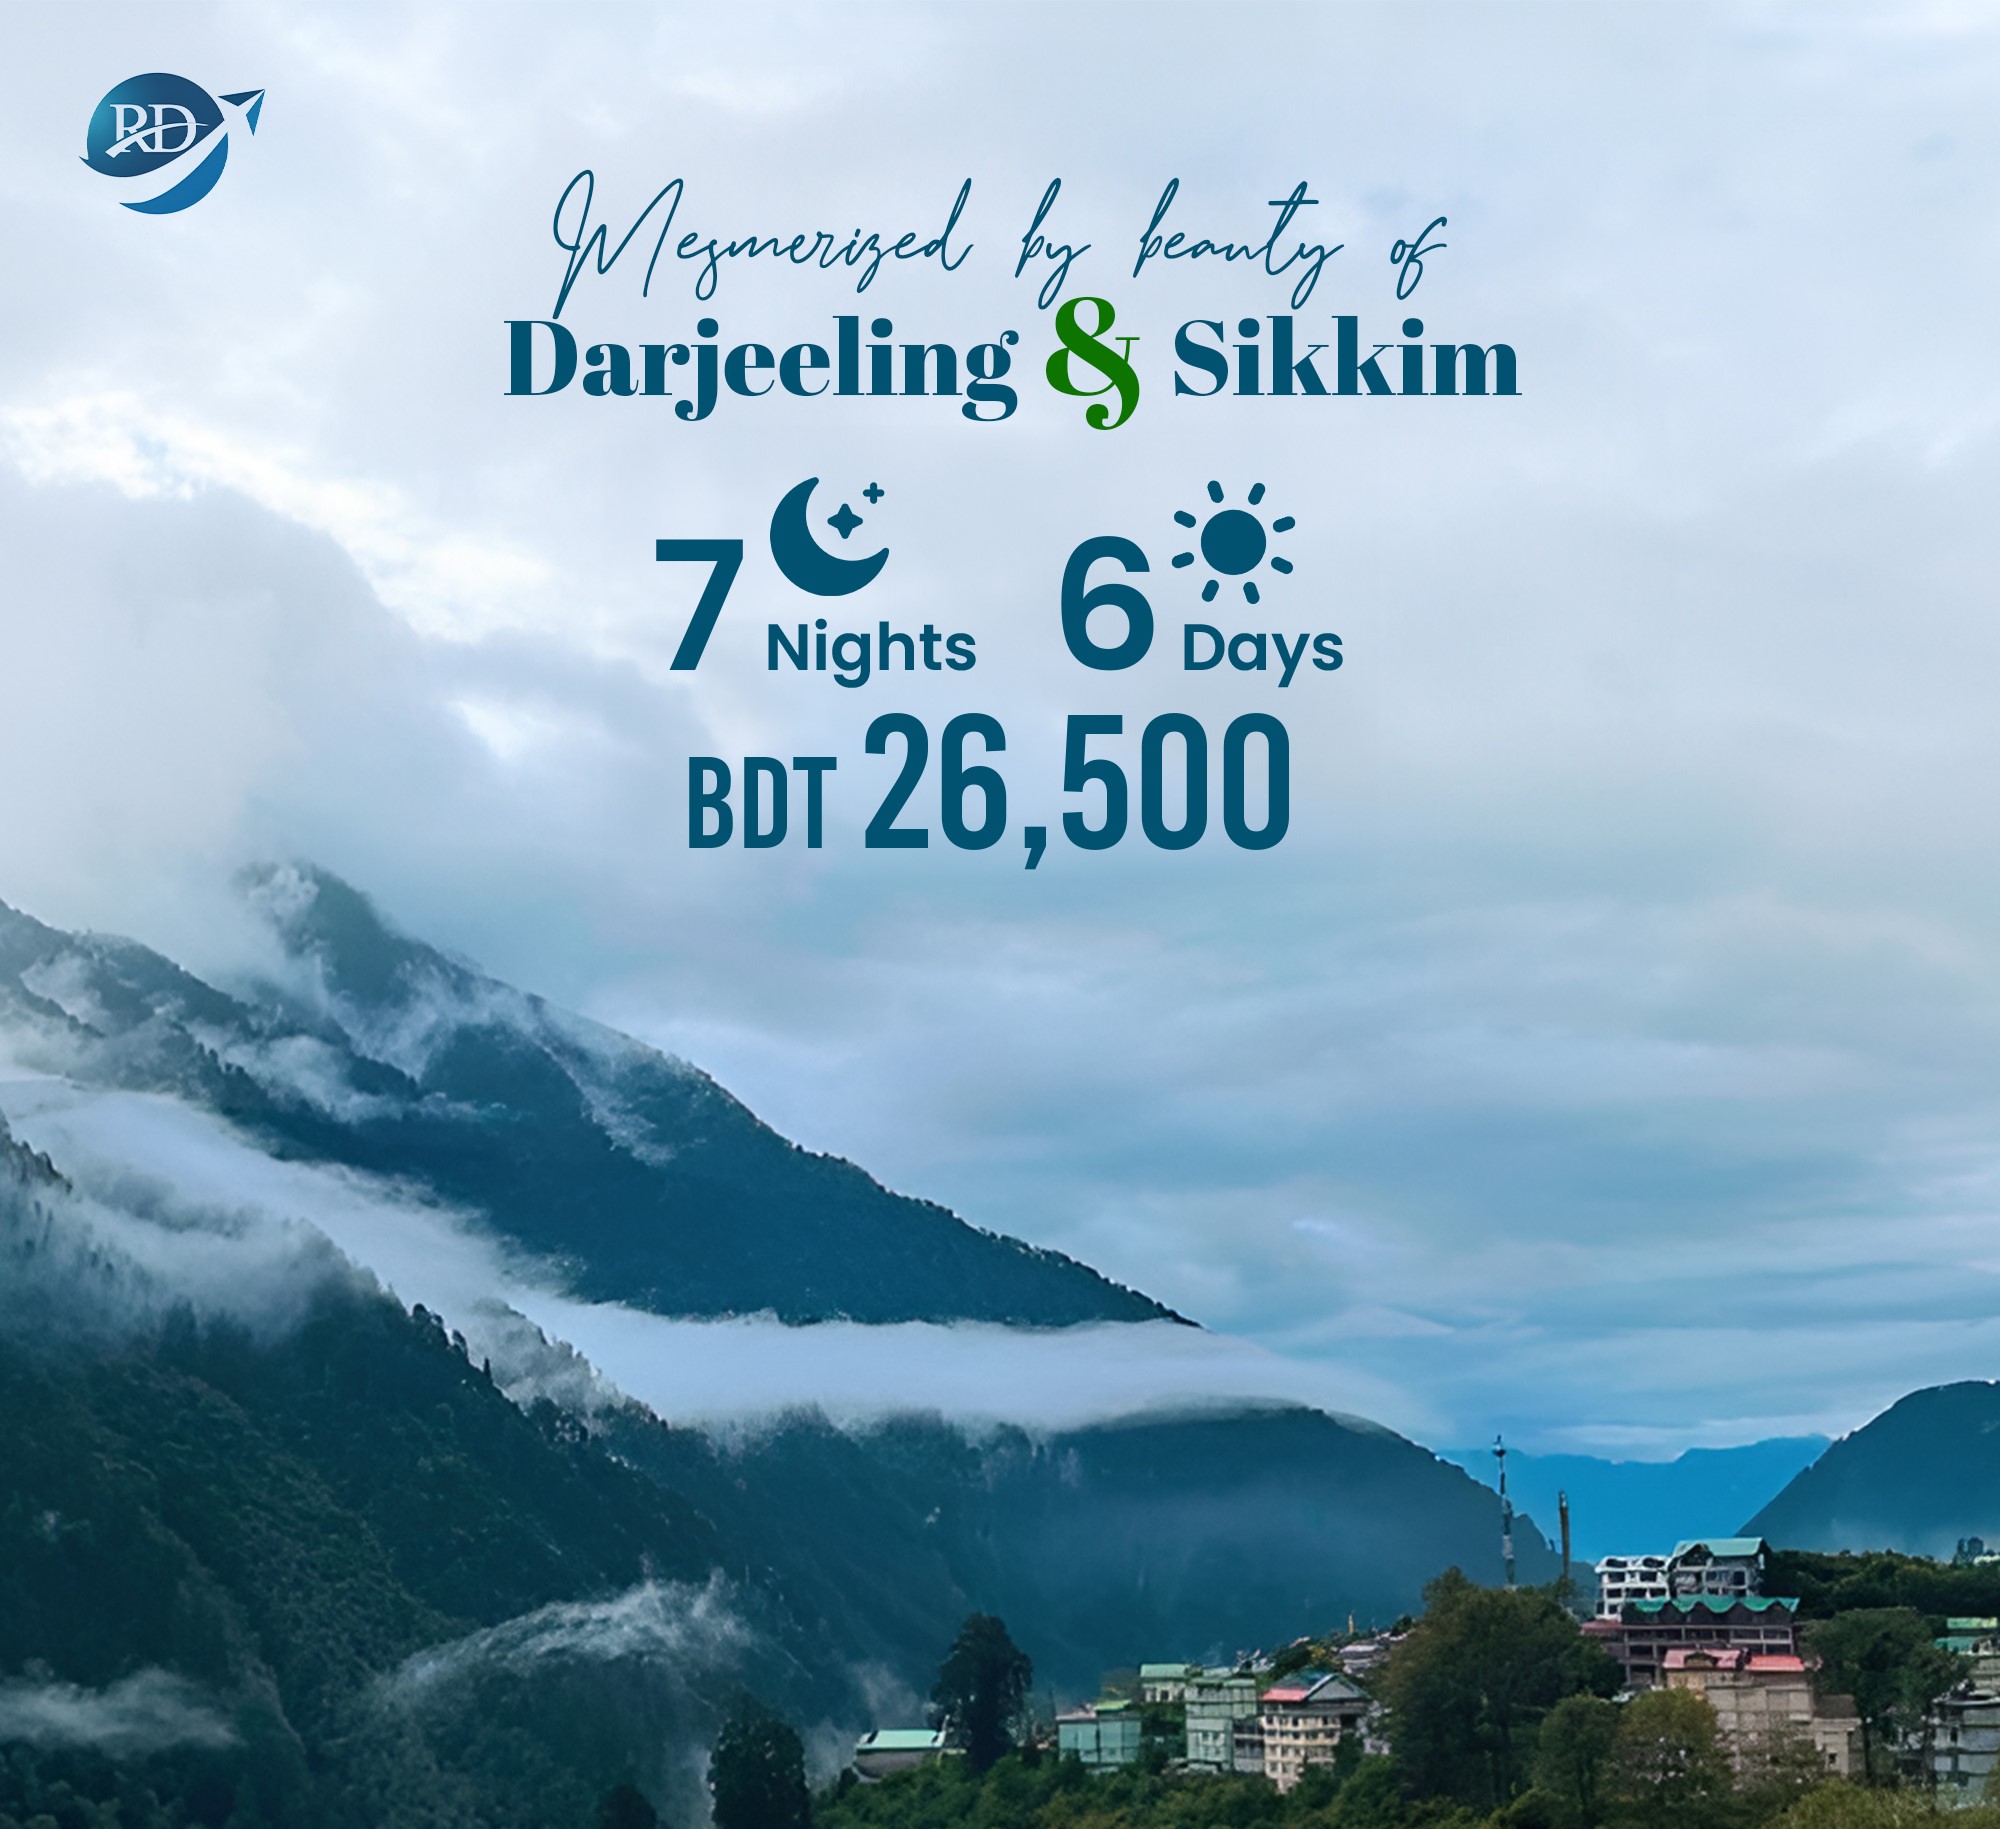 RD
Mesmerized by beauty of
Darjeeling & Sikkim
7 Nights 6 Days
BDT 26,500